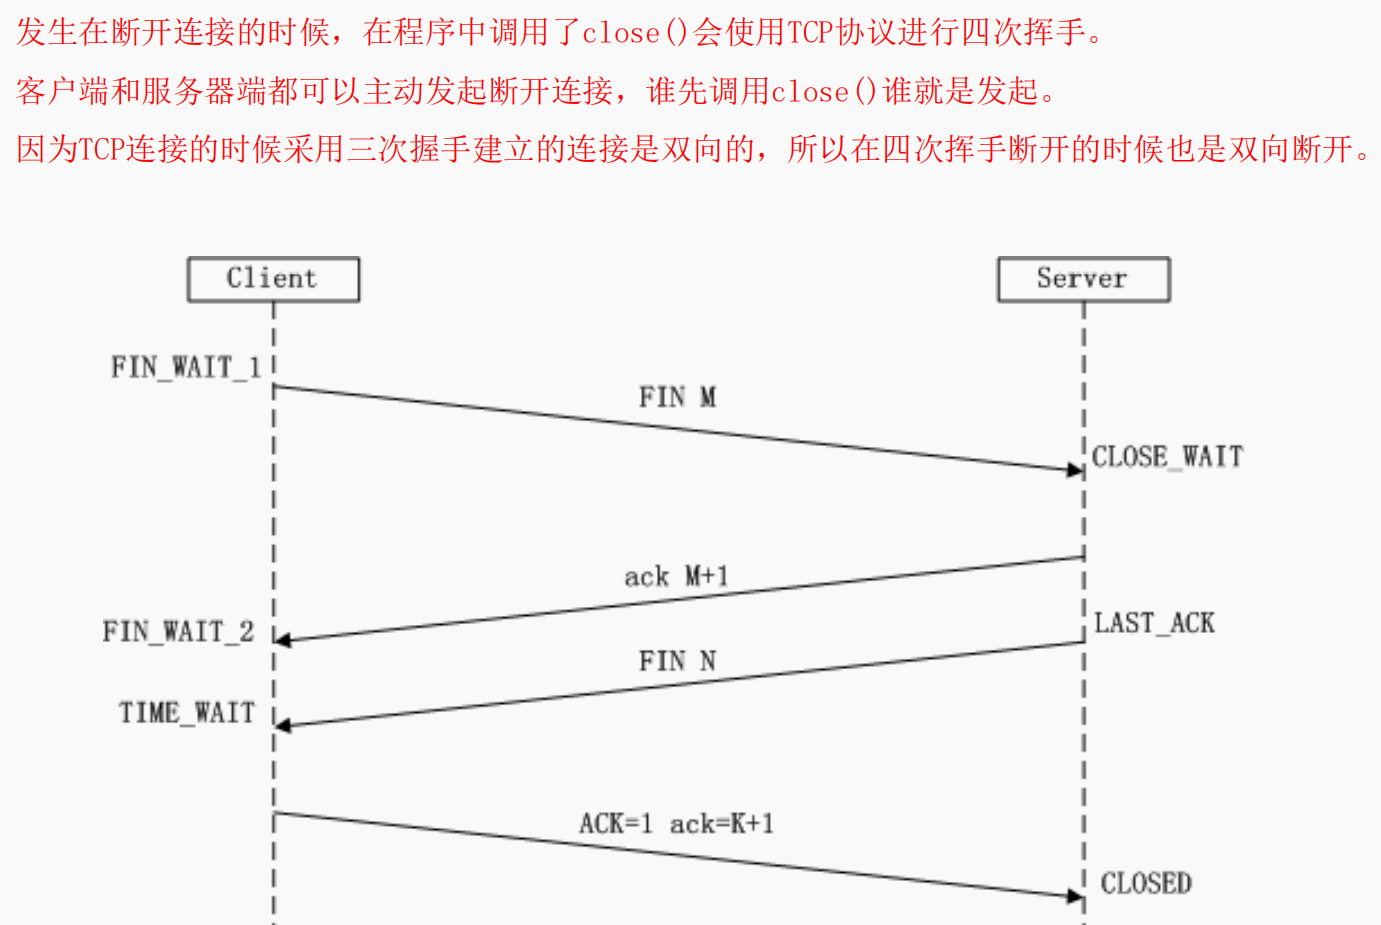 发生在断开连接的时候，在程序中调用了close()会使用TCP协议进行四次挥手。
客户端和服务器端都可以主动发起断开连接，谁先调用close()谁就是发起。
因为TCP连接的时候采用三次握手建立的连接是双向的，所以在四次挥手断开的时候也是双向断开。
Client
Server
FIN_WAIT_1
FIN M
CLOSE_WAIT
ack M+1
FIN_WAIT_2
LAST_ACK
FIN N
TIME_WAIT
ACK=1 ack=K+1
CLOSED